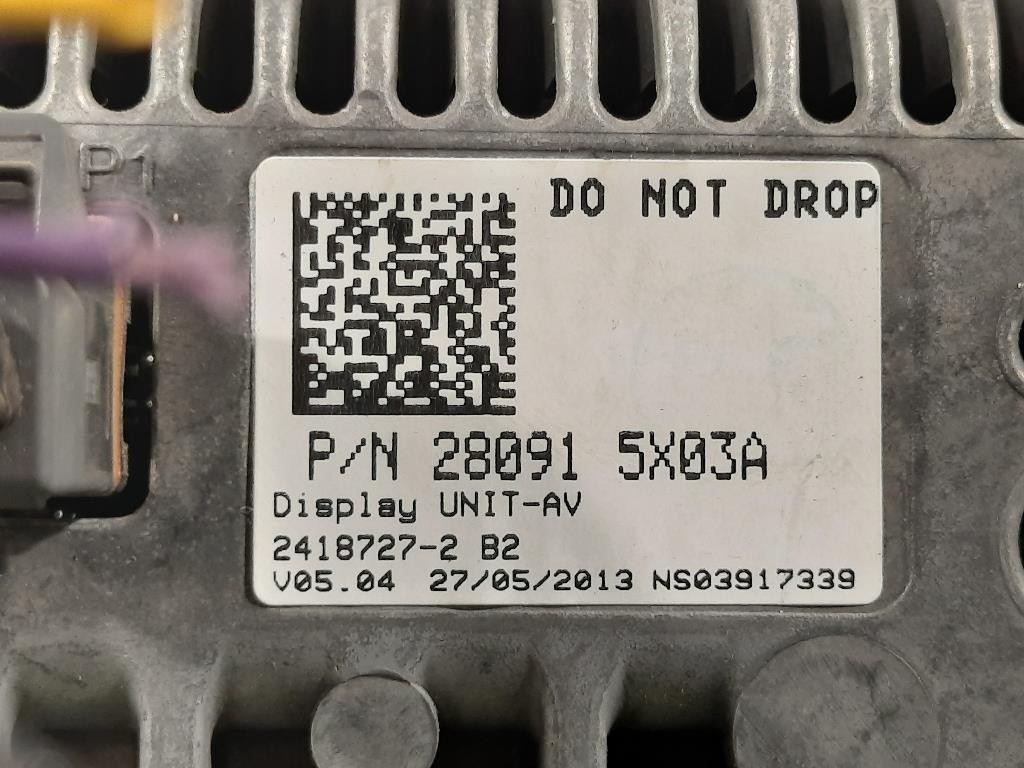 P1
DO NOT DROP
P/N 28091 5X03A
Display UNIT-AV
2418727-2 B2
V05.04 27/05/2013 NS03917339